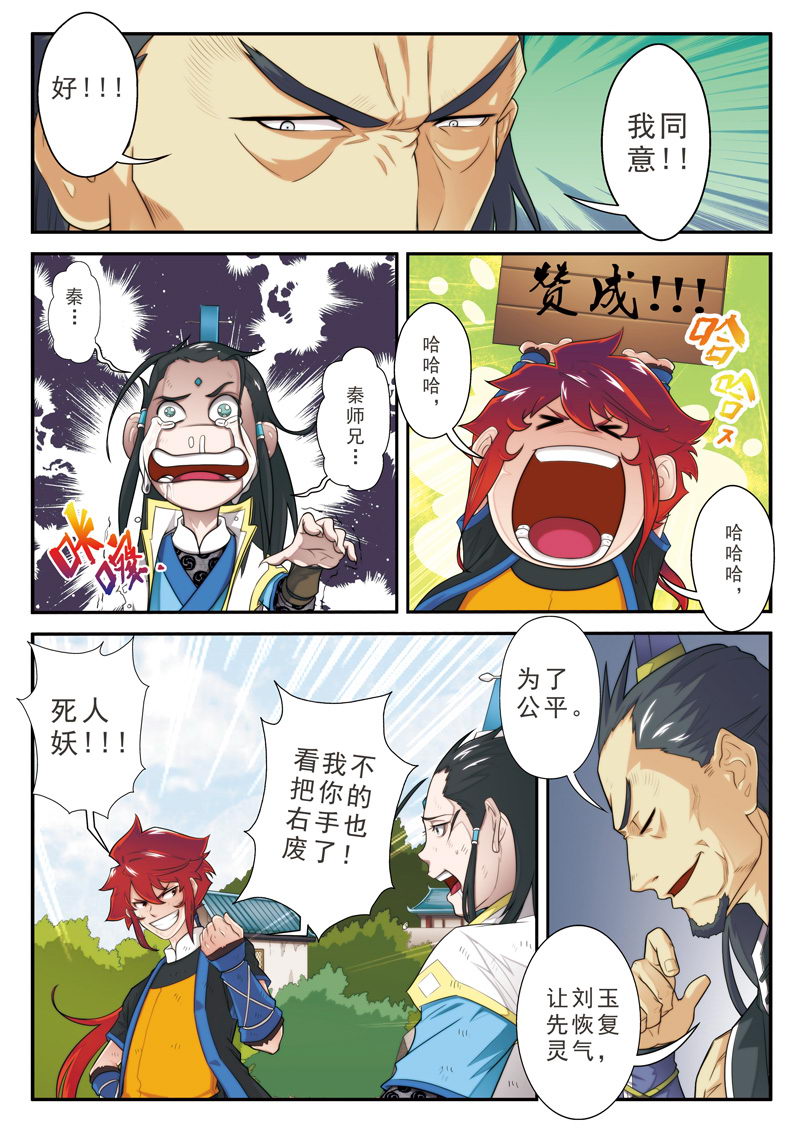 好!!!
我同
意!!
秦…
秦师兄…
咔嚓
赞成!!!
哈哈哈,
哈哈
哈哈哈,
死人
妖!!!
看我不
把你的
右手也
废了!
为了
公平。
让刘玉
先恢复
灵气,